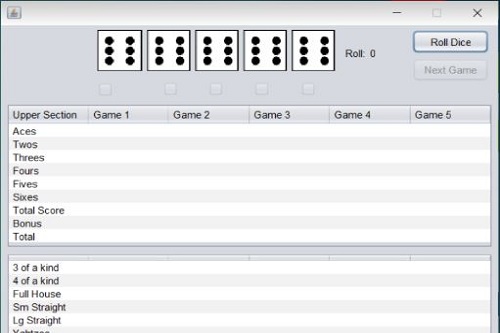 Roll: 0
Roll Dice
Next Game
Upper Section Game 1 Game 2 Game 3 Game 4 Game 5
Aces
Twos
Threes
Fours
Fives
Sixes
Total Score
Bonus
Total
3 of a kind
4 of a kind
Full House
Sm Straight
Lg Straight